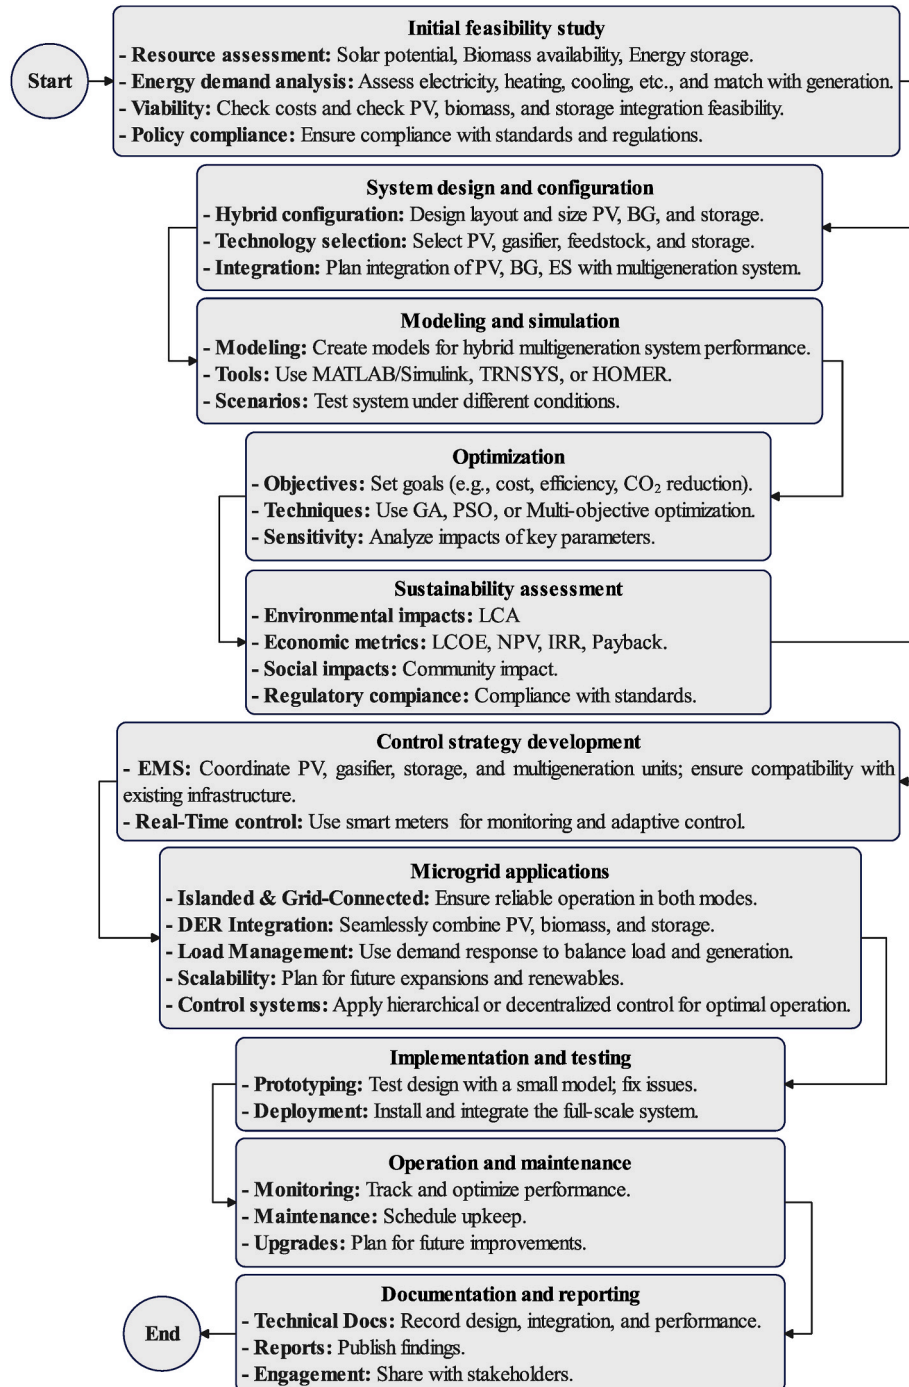 Initial feasibility study
- Resource assessment: Solar potential, Biomass availability, Energy storage.
Start
- Energy demand analysis: Assess electricity, heating, cooling, etc., and match with generation.
- Viability: Check costs and check PV, biomass, and storage integration feasibility.
- Policy compliance: Ensure compliance with standards and regulations.
System design and configuration
- Hybrid configuration: Design layout and size PV, BG, and storage.
- Technology selection: Select PV, gasifier, feedstock, and storage.
- Integration: Plan integration of PV, BG, ES with multigeneration system.
Modeling and simulation
- Modeling: Create models for hybrid multigeneration system performance.
- Tools: Use MATLAB/Simulink, TRNSYS, or HOMER.
- Scenarios: Test system under different conditions.
Optimization
- Objectives: Set goals (e.g., cost, efficiency, CO₂ reduction).
- Techniques: Use GA, PSO, or Multi-objective optimization.
- Sensitivity: Analyze impacts of key parameters.
Sustainability assessment
- Environmental impacts: LCA
- Economic metrics: LCOE, NPV, IRR, Payback.
- Social impacts: Community impact.
- Regulatory compiance: Compliance with standards.
Control strategy development
- EMS: Coordinate PV, gasifier, storage, and multigeneration units; ensure compatibility with
existing infrastructure.
- Real-Time control: Use smart meters for monitoring and adaptive control.
Microgrid applications
- Islanded & Grid-Connected: Ensure reliable operation in both modes.
- DER Integration: Seamlessly combine PV, biomass, and storage.
- Load Management: Use demand response to balance load and generation.
- Scalability: Plan for future expansions and renewables.
- Control systems: Apply hierarchical or decentralized control for optimal operation.
Implementation and testing
- Prototyping: Test design with a small model; fix issues.
- Deployment: Install and integrate the full-scale system.
Operation and maintenance
- Monitoring: Track and optimize performance.
- Maintenance: Schedule upkeep.
- Upgrades: Plan for future improvements.
Documentation and reporting
- Technical Docs: Record design, integration, and performance.
End
- Reports: Publish findings.
- Engagement: Share with stakeholders.